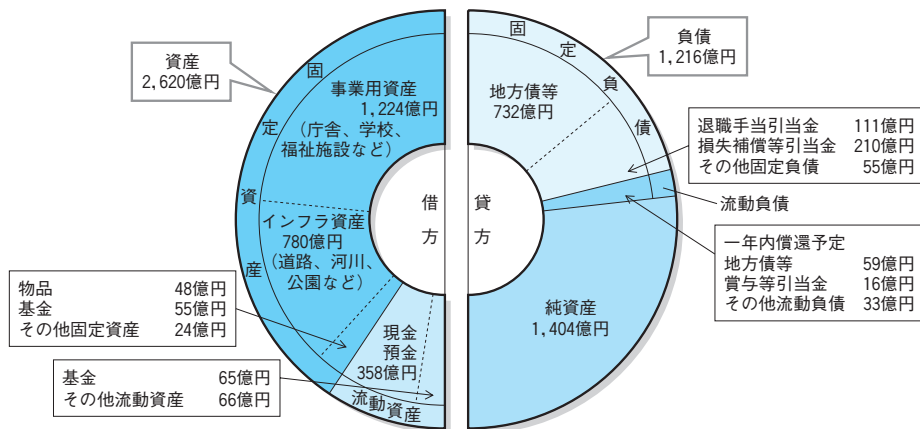 資産
2,620億円
固定資産
事業用資産
1,224億円
(庁舎、学校、
福祉施設など)
インフラ資産
780億円
(道路、河川、
公園など)
物品 48億円
基金 55億円
その他固定資産 24億円
現金
預金
358億円
流動資産
基金 65億円
その他流動資産 66億円
借方
貸方
負債
1,216億円
固定負債
地方債等
732億円
退職手当引当金 111億円
損失補償等引当金 210億円
その他固定負債 55億円
流動負債
一年内償還予定
地方債等 59億円
賞与等引当金 16億円
その他流動負債 33億円
純資産
1,404億円